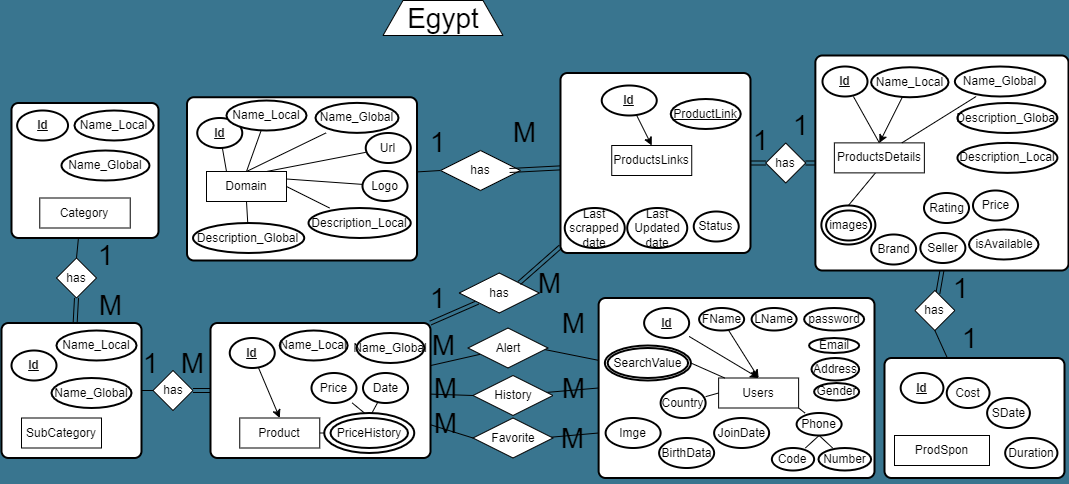 Egypt
Id
Name_Local
Name_Global
Category
1
has
M
Id
Name_Local
Name_Global
SubCategory
1
has
M
Id
Name_Local
Name_Global
Url
Logo
Domain
Description_Local
Description_Global
1
has
M
Id
ProductLink
ProductsLinks
Last
scrapped
date
Last
Updated
date
Status
1
has
1
Id
Name_Local
Name_Global
Description_Global
ProductsDetails
Description_Local
images
Rating
Price
Brand
Seller
isAvailable
1
has
1
M
has
1
Id
Name_Local
Name_Global
Price
Date
Product
PriceHistory
M
Alert
M
M
History
M
M
Favorite
M
Id
FName
LName
password
Email
SearchValue
Address
Users
Gender
Country
Phone
Imge
JoinDate
BirthData
Code
Number
Id
Cost
SDate
ProdSpon
Duration